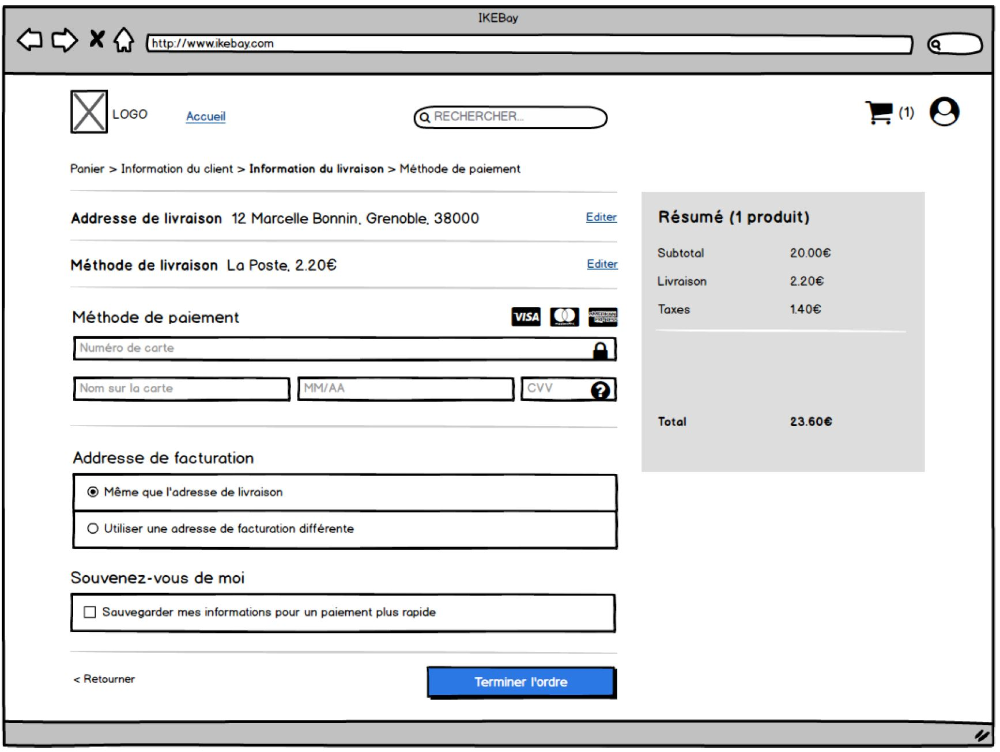 IKEBay
http://www.ikebay.com
LOGO
Accueil
RECHERCHER...
(1)
Panier > Information du client > Information du livraison > Méthode de paiement
Addresse de livraison 12 Marcelle Bonnin, Grenoble, 38000 Editer
Méthode de livraison La Poste, 2.20€ Editer
Méthode de paiement
VISA
AMERICAN EXPRESS
Numéro de carte
Nom sur la carte
MM/AA
CVV
?
Addresse de facturation
Même que l'adresse de livraison
Utiliser une adresse de facturation différente
Souvenez-vous de moi
Sauvegarder mes informations pour un paiement plus rapide
< Retourner
Terminer l'ordre
Résumé (1 produit)
Subtotal 20.00€
Livraison 2.20€
Taxes 1.40€
Total 23.60€